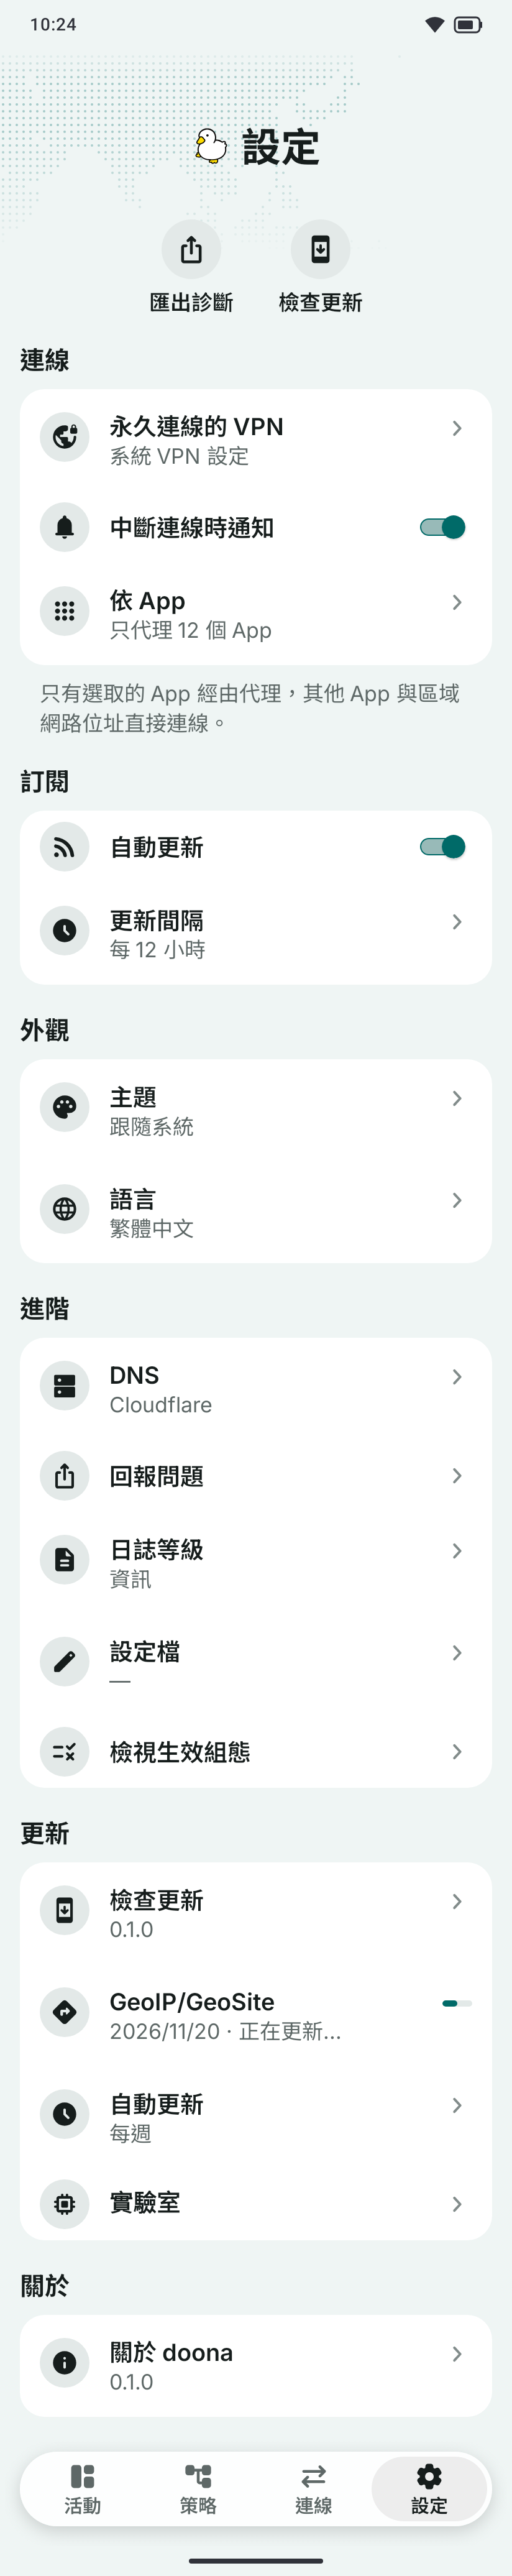 10:24
設定
匯出診斷
檢查更新
連線
永久連線的 VPN
系統 VPN 設定
中斷連線時通知
依 App
只代理 12 個 App
只有選取的 App 經由代理，其他 App 與區域
網路位址直接連線。
訂閱
自動更新
更新間隔
每 12 小時
外觀
主題
跟隨系統
語言
繁體中文
進階
DNS
Cloudflare
回報問題
日誌等級
資訊
設定檔
—
檢視生效組態
更新
檢查更新
0.1.0
GeoIP/GeoSite
2026/11/20 · 正在更新…
自動更新
每週
實驗室
關於
關於 doona
0.1.0
活動
策略
連線
設定